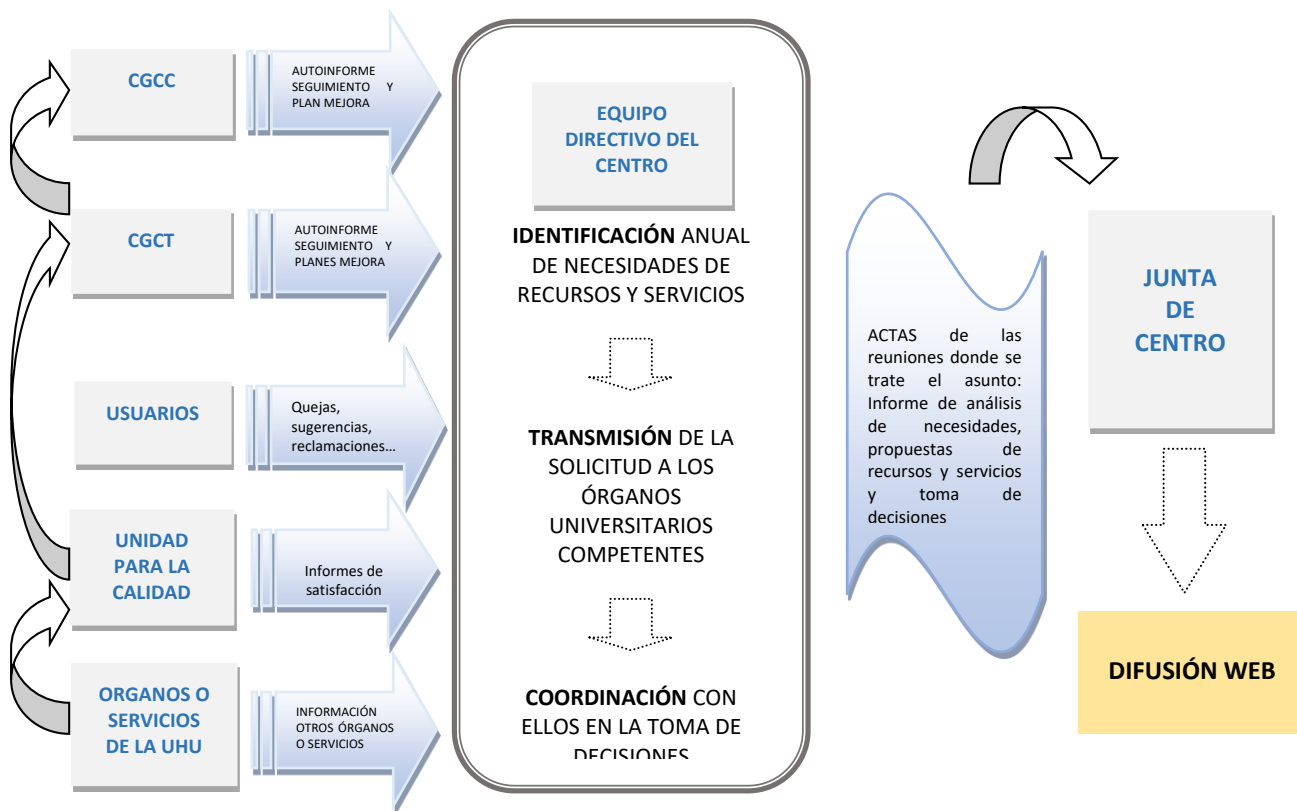 CGCC
AUTOINFORME
SEGUIMIENTO Y
PLAN MEJORA
CGCT
AUTOINFORME
SEGUIMIENTO Y
PLANES MEJORA
USUARIOS
Quejas,
sugerencias,
reclamaciones…
UNIDAD
PARA LA
CALIDAD
Informes de
satisfacción
ORGANOS O
SERVICIOS
DE LA UHU
INFORMACIÓN
OTROS ÓRGANOS
O SERVICIOS
EQUIPO
DIRECTIVO DEL
CENTRO
IDENTIFICACIÓN ANUAL
DE NECESIDADES DE
RECURSOS Y SERVICIOS
TRANSMISIÓN DE LA
SOLICITUD A LOS
ÓRGANOS
UNIVERSITARIOS
COMPETENTES
COORDINACIÓN CON
ELLOS EN LA TOMA DE
DECISIONES
ACTAS de las
reuniones donde se
trate el asunto:
Informe de análisis
de necesidades,
propuestas de
recursos y servicios
y toma de
decisiones
JUNTA
DE
CENTRO
DIFUSIÓN WEB